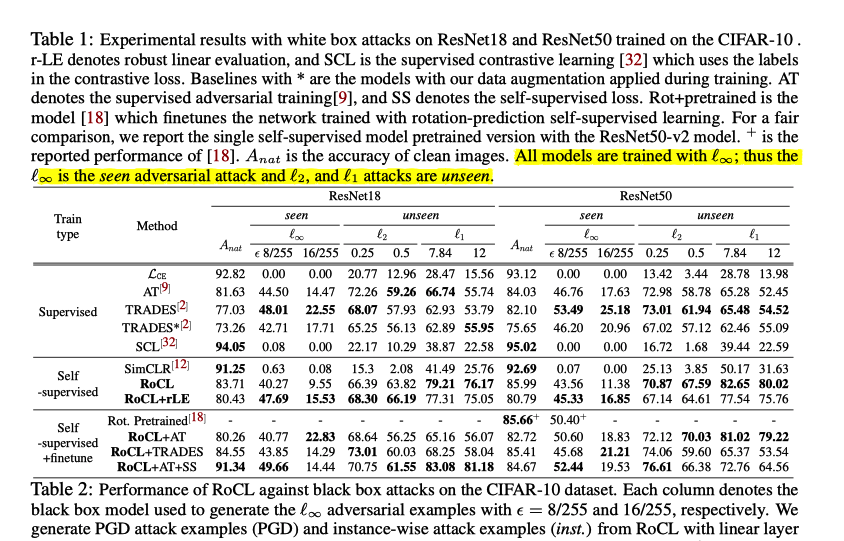 Table 1: Experimental results with white box attacks on ResNet18 and ResNet50 trained on the CIFAR-10 .
r-LE denotes robust linear evaluation, and SCL is the supervised contrastive learning [32] which uses the labels
in the contrastive loss. Baselines with * are the models with our data augmentation applied during training. AT
denotes the supervised adversarial training[9], and SS denotes the self-supervised loss. Rot+pretrained is the
model [18] which finetunes the network trained with rotation-prediction self-supervised learning. For a fair
comparison, we report the single self-supervised model pretrained version with the ResNet50-v2 model. + is the
reported performance of [18]. Anat is the accuracy of clean images. All models are trained with ℓ∞; thus the
ℓ∞ is the seen adversarial attack and ℓ2, and ℓ1 attacks are unseen.
ResNet18 ResNet50
Train type Method Anat seen unseen Anat seen unseen
ℓ∞ ℓ2 ℓ1 ℓ∞ ℓ2 ℓ1
ϵ 8/255 16/255 0.25 0.5 7.84 12 ϵ 8/255 16/255 0.25 0.5 7.84 12
Supervised
LCE 92.82 0.00 0.00 20.77 12.96 28.47 15.56 93.12 0.00 0.00 13.42 3.44 28.78 13.98
AT[9] 81.63 44.50 14.47 72.26 59.26 66.74 55.74 84.03 46.76 17.63 72.98 58.78 65.28 52.45
TRADES[2] 77.03 48.01 22.55 68.07 57.93 62.93 53.79 82.10 53.49 25.18 73.01 61.94 65.48 54.52
TRADES*[2] 73.26 42.71 17.71 65.25 56.13 62.89 55.95 75.65 46.20 20.96 67.02 57.12 62.46 55.09
SCL[32] 94.05 0.08 0.00 22.17 10.29 38.87 22.58 95.02 0.00 0.00 16.72 1.68 39.44 22.59
Self -supervised
SimCLR[12] 91.25 0.63 0.08 15.3 2.08 41.49 25.76 92.69 0.07 0.00 25.13 3.85 50.17 31.63
RoCL 83.71 40.27 9.55 66.39 63.82 79.21 76.17 85.99 43.56 11.38 70.87 67.59 82.65 80.02
RoCL+rLE 80.43 47.69 15.53 68.30 66.19 77.31 75.05 80.79 45.33 16.85 67.14 64.61 77.54 75.76
Self -supervised +finetune
Rot. Pretrained[18] - - - - - - - 85.66+ 50.40+ - - - - -
RoCL+AT 80.26 40.77 22.83 68.64 56.25 65.16 56.07 82.72 50.60 18.83 72.12 70.03 81.02 79.22
RoCL+TRADES 84.55 43.85 14.29 73.01 60.03 68.25 58.04 85.41 45.68 21.21 74.06 59.60 65.37 53.54
RoCL+AT+SS 91.34 49.66 14.44 70.75 61.55 83.08 81.18 84.67 52.44 19.53 76.61 66.38 72.76 64.56
Table 2: Performance of RoCL against black box attacks on the CIFAR-10 dataset. Each column denotes the
black box model used to generate the ℓ∞ adversarial examples with ϵ = 8/255 and 16/255, respectively. We
generate PGD attack examples (PGD) and instance-wise attack examples (inst.) from RoCL with linear layer